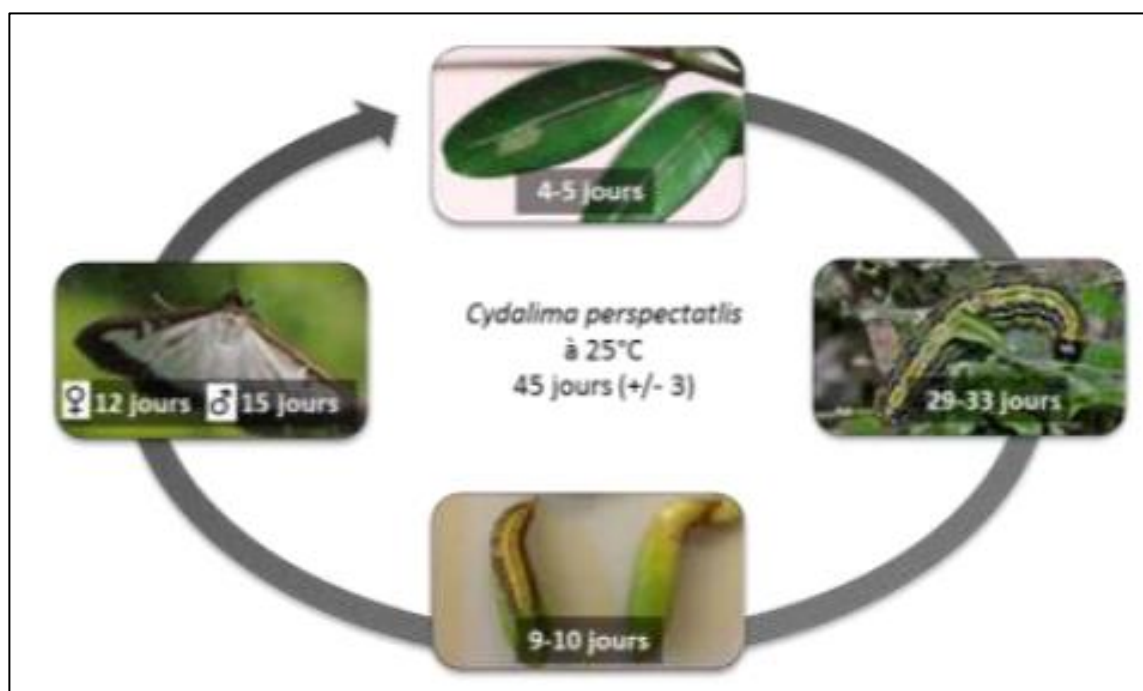 4-5 jours
Cydalima perspectatlis
à 25°C
45 jours (+/- 3)
♀ 12 jours ♂ 15 jours
29-33 jours
9-10 jours